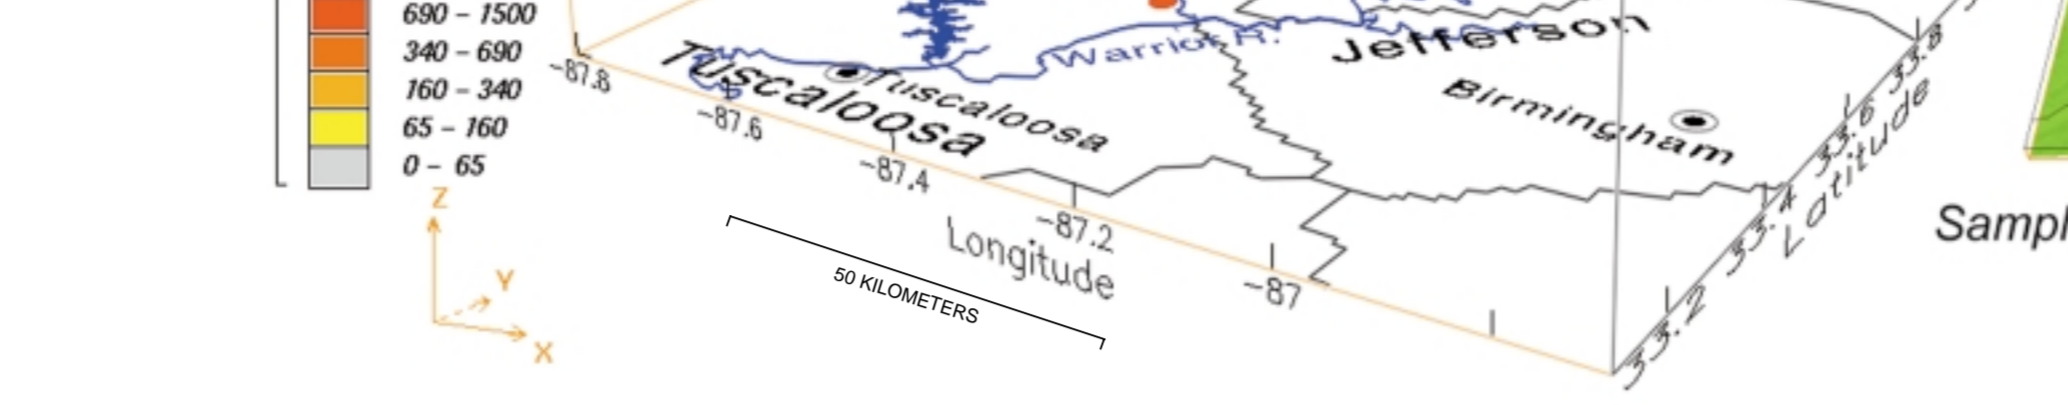 690 - 1500
340 - 690
160 - 340
65 - 160
0 - 65
Z
Y
X
-87.8
-87.6
-87.4
-87.2
-87
Longitude
50 KILOMETERS
Tuscaloosa
Tuscaloosa
Warrior R.
Jefferson
Birmingham
33.8
33.6
33.4
33.2
Latitude
Sampl